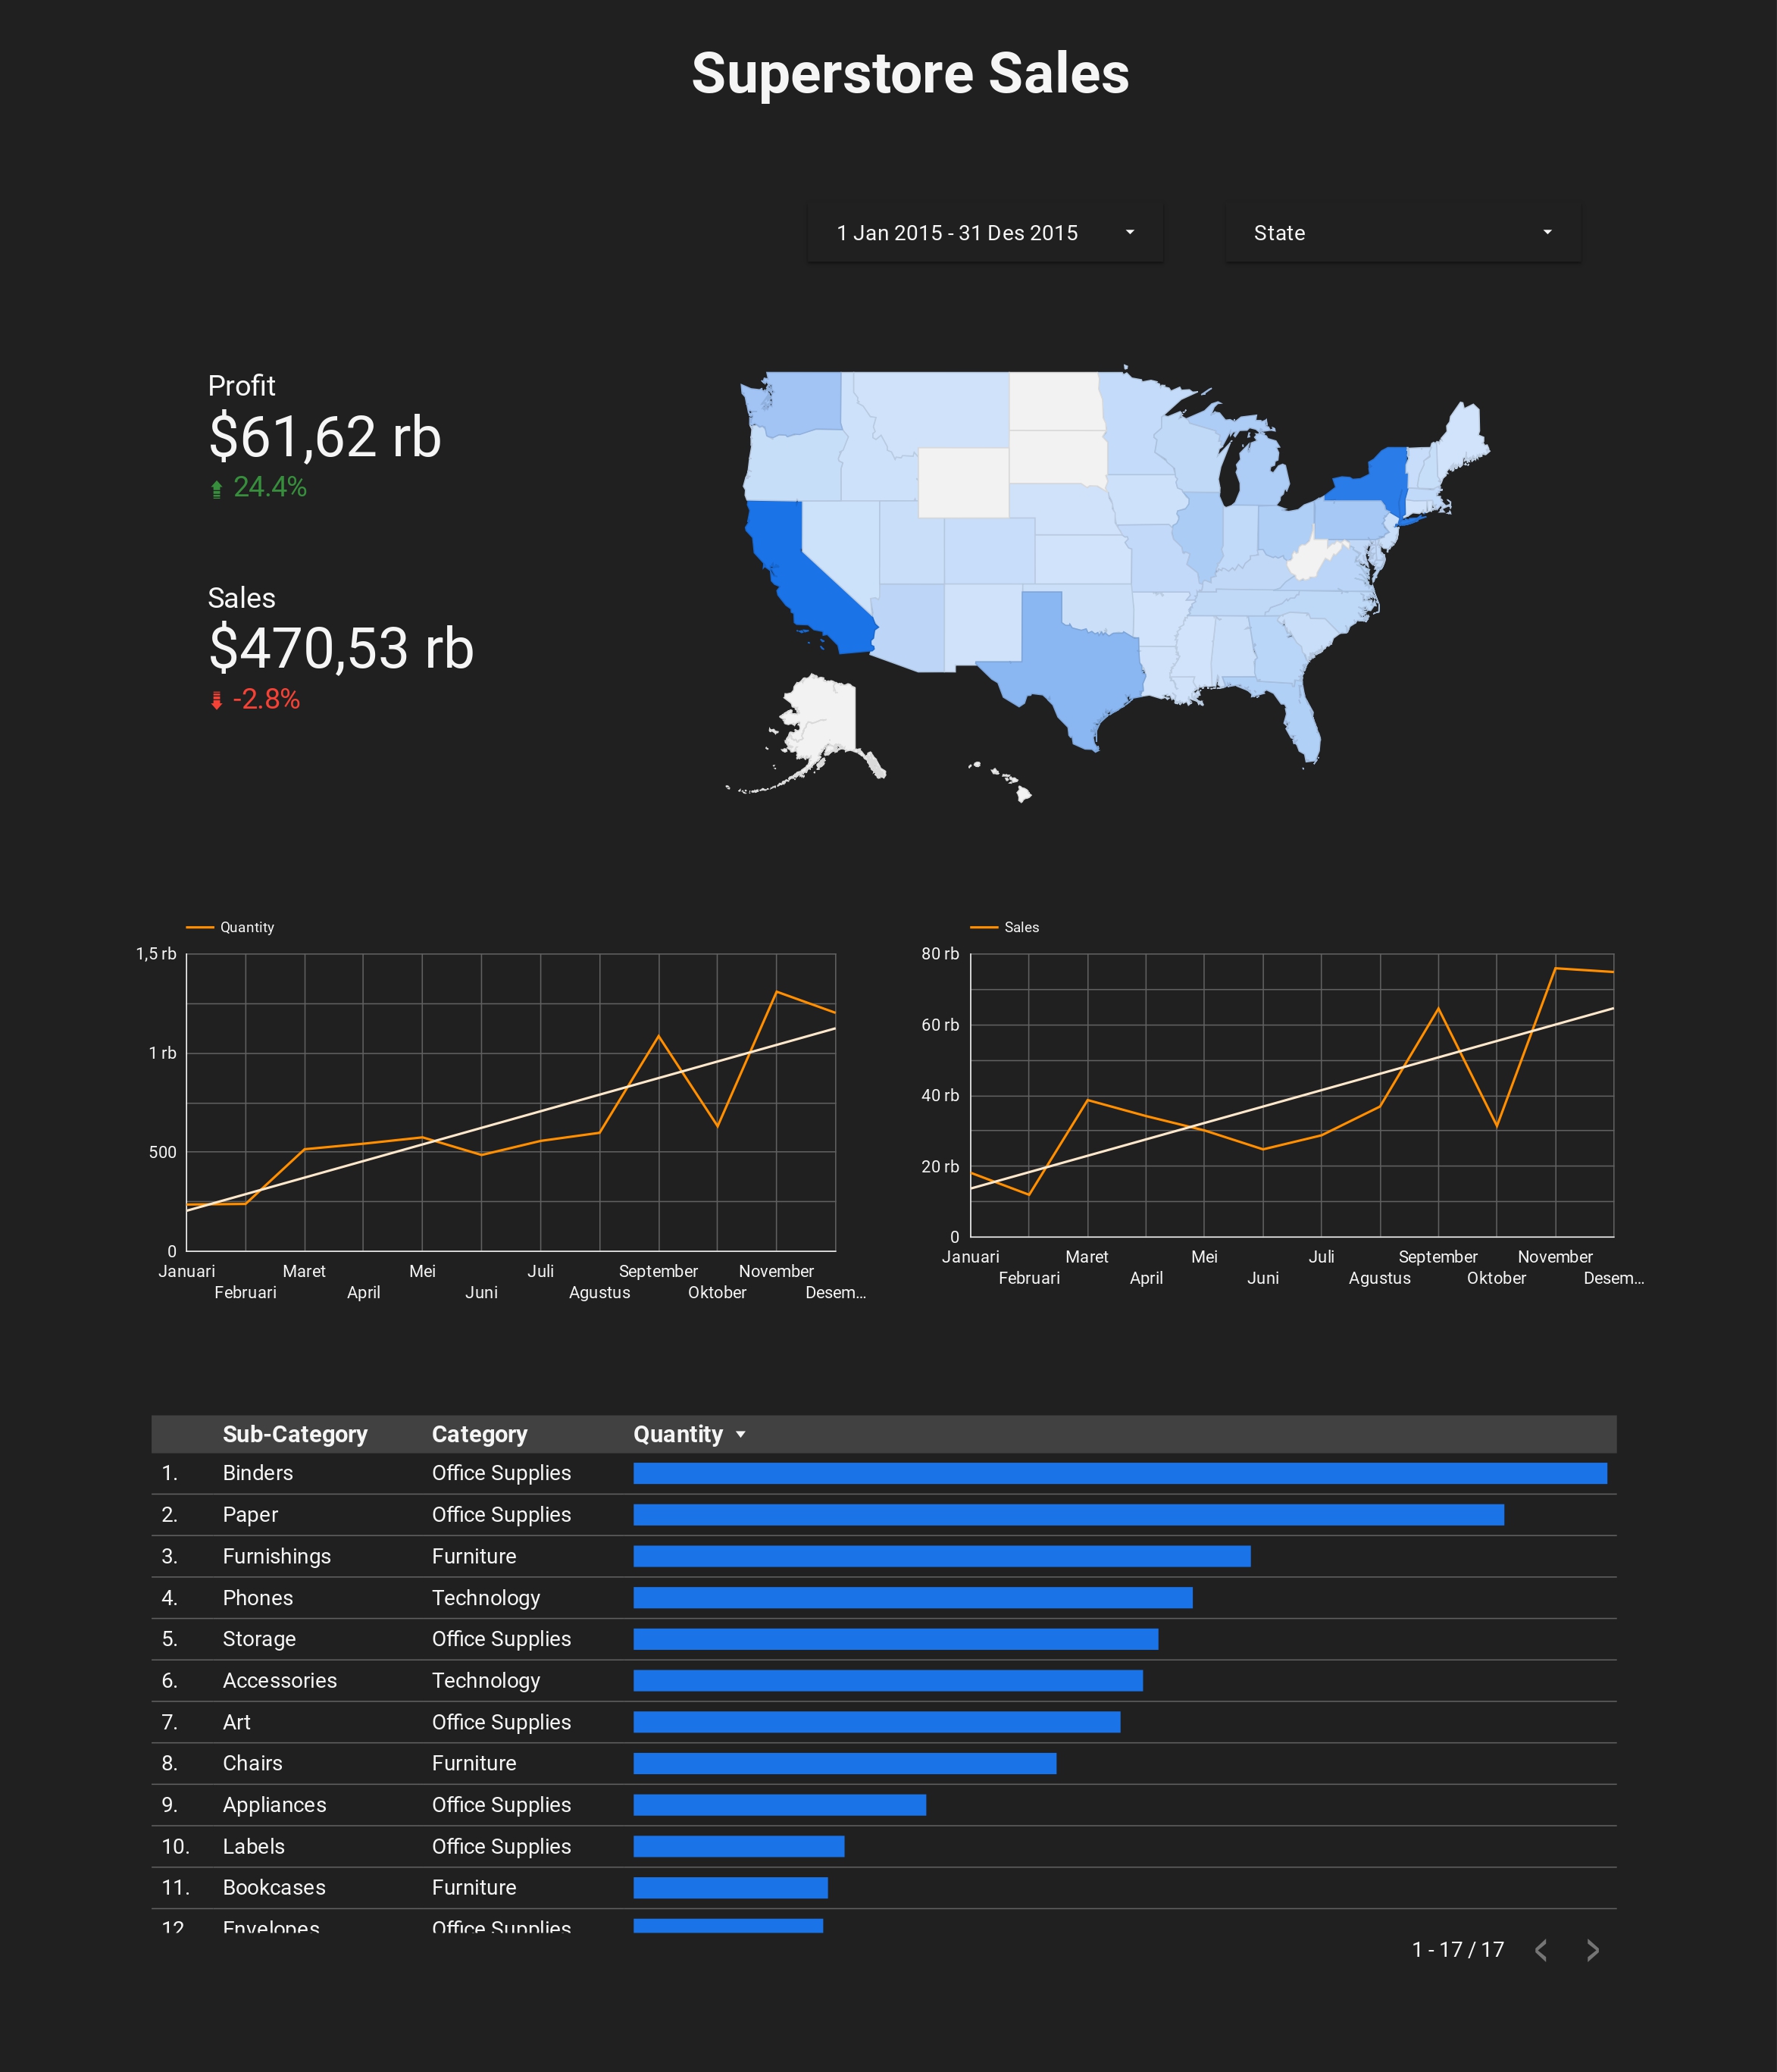 Superstore Sales
1 Jan 2015 - 31 Des 2015
State
Profit
$61,62 rb
24.4%
Sales
$470,53 rb
-2.8%
Quantity
1,5 rb
1 rb
500
0
Januari
Februari
Maret
April
Mei
Juni
Juli
Agustus
September
Oktober
November
Desem...
Sales
80 rb
60 rb
40 rb
20 rb
0
Januari
Februari
Maret
April
Mei
Juni
Juli
Agustus
September
Oktober
November
Desem...
Sub-Category Category Quantity
1. Binders Office Supplies
2. Paper Office Supplies
3. Furnishings Furniture
4. Phones Technology
5. Storage Office Supplies
6. Accessories Technology
7. Art Office Supplies
8. Chairs Furniture
9. Appliances Office Supplies
10. Labels Office Supplies
11. Bookcases Furniture
12 Envelopes Office Supplies
1 - 17 / 17